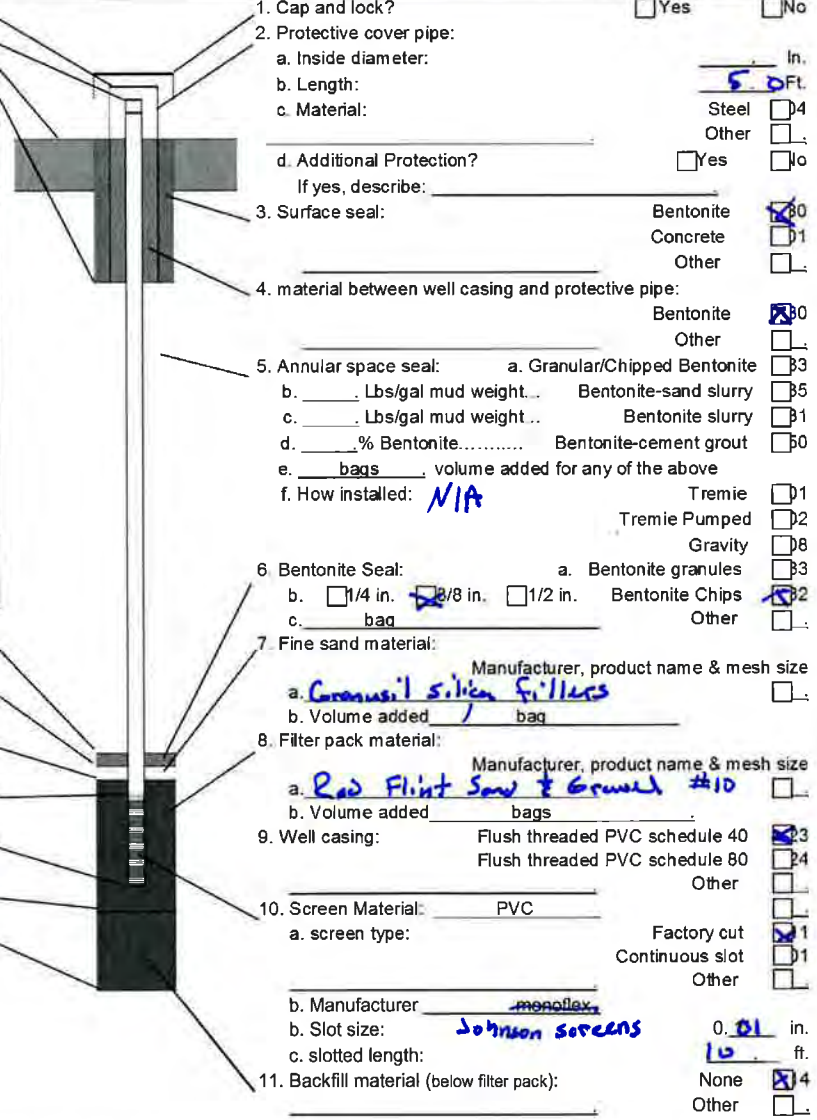 1. Cap and lock? Yes No
2. Protective cover pipe:
a. Inside diameter: ______.____ In.
b. Length: 5.0 Ft.
c. Material: Steel 04
Other .
d. Additional Protection? Yes No
If yes, describe: ____________.
3. Surface seal: Bentonite 30
Concrete 01
Other .
4. material between well casing and protective pipe:
Bentonite 30
Other .
5. Annular space seal: a. Granular/Chipped Bentonite 33
b. _____. Lbs/gal mud weight... Bentonite-sand slurry 35
c. _____. Lbs/gal mud weight .. Bentonite slurry 31
d. _____.% Bentonite........... Bentonite-cement grout 50
e. bags . volume added for any of the above
f. How installed: N/A Tremie 01
Tremie Pumped 02
Gravity 08
6. Bentonite Seal: a. Bentonite granules 33
b. 1/4 in. 3/8 in. 1/2 in. Bentonite Chips 32
c. bag Other .
7. Fine sand material:
Manufacturer, product name & mesh size
a. Granusil silica fillers
b. Volume added 1 bag
8. Filter pack material:
Manufacturer, product name & mesh size
a. Red Flint Sand & Gravel #10
b. Volume added bags .
9. Well casing: Flush threaded PVC schedule 40 23
Flush threaded PVC schedule 80 24
Other .
10. Screen Material: PVC
a. screen type: Factory cut 11
Continuous slot 01
Other .
b. Manufacturer monoflex
b. Slot size: Johnson screens 0.01 in.
c. slotted length: 10 . ft.
11. Backfill material (below filter pack): None 14
Other .